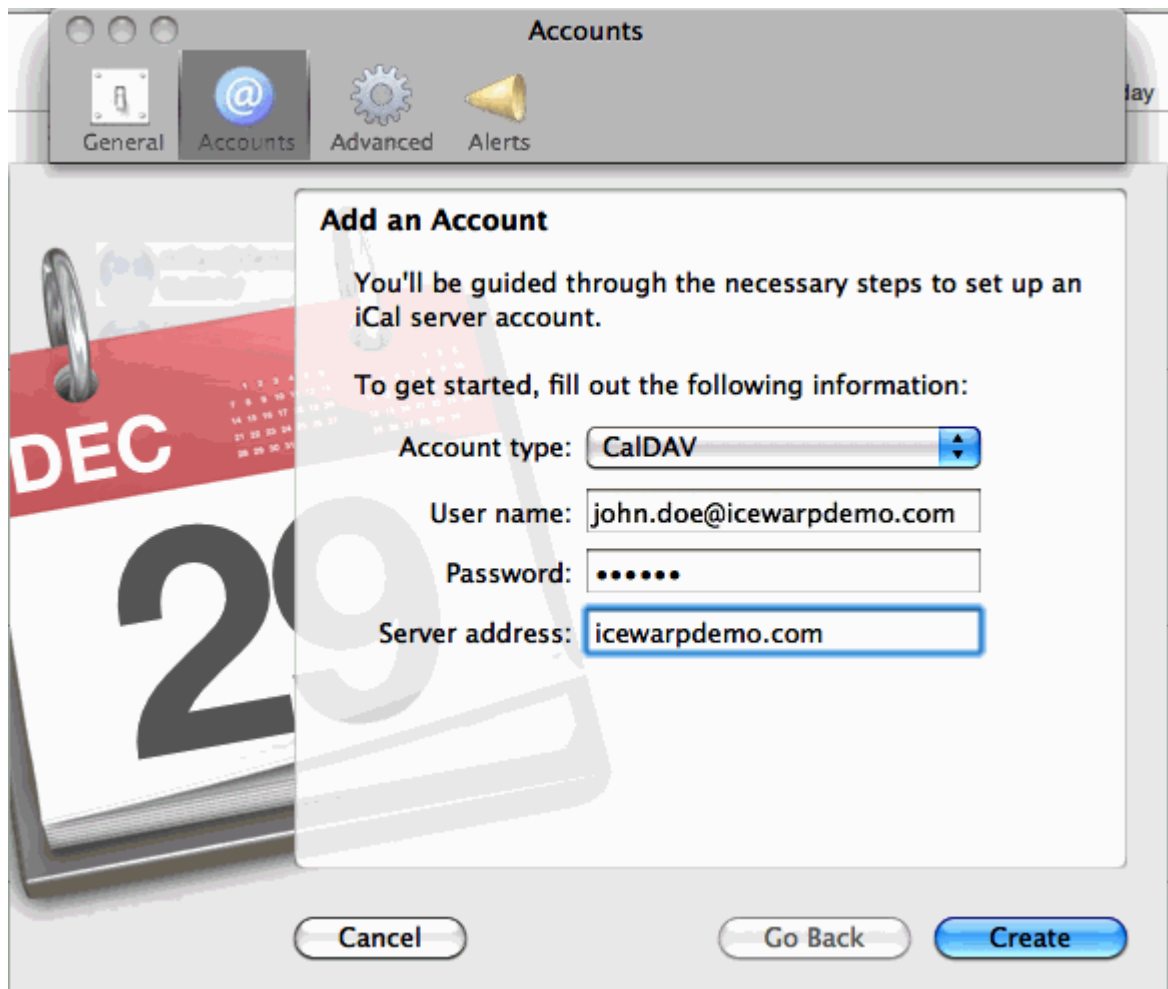 Accounts
General
Accounts
Advanced
Alerts
day
Add an Account
You'll be guided through the necessary steps to set up an
iCal server account.
To get started, fill out the following information:
Account type: CalDAV
User name: john.doe@icewarpdemo.com
Password: ••••••
Server address: icewarpdemo.com
DEC
29
Cancel
Go Back
Create